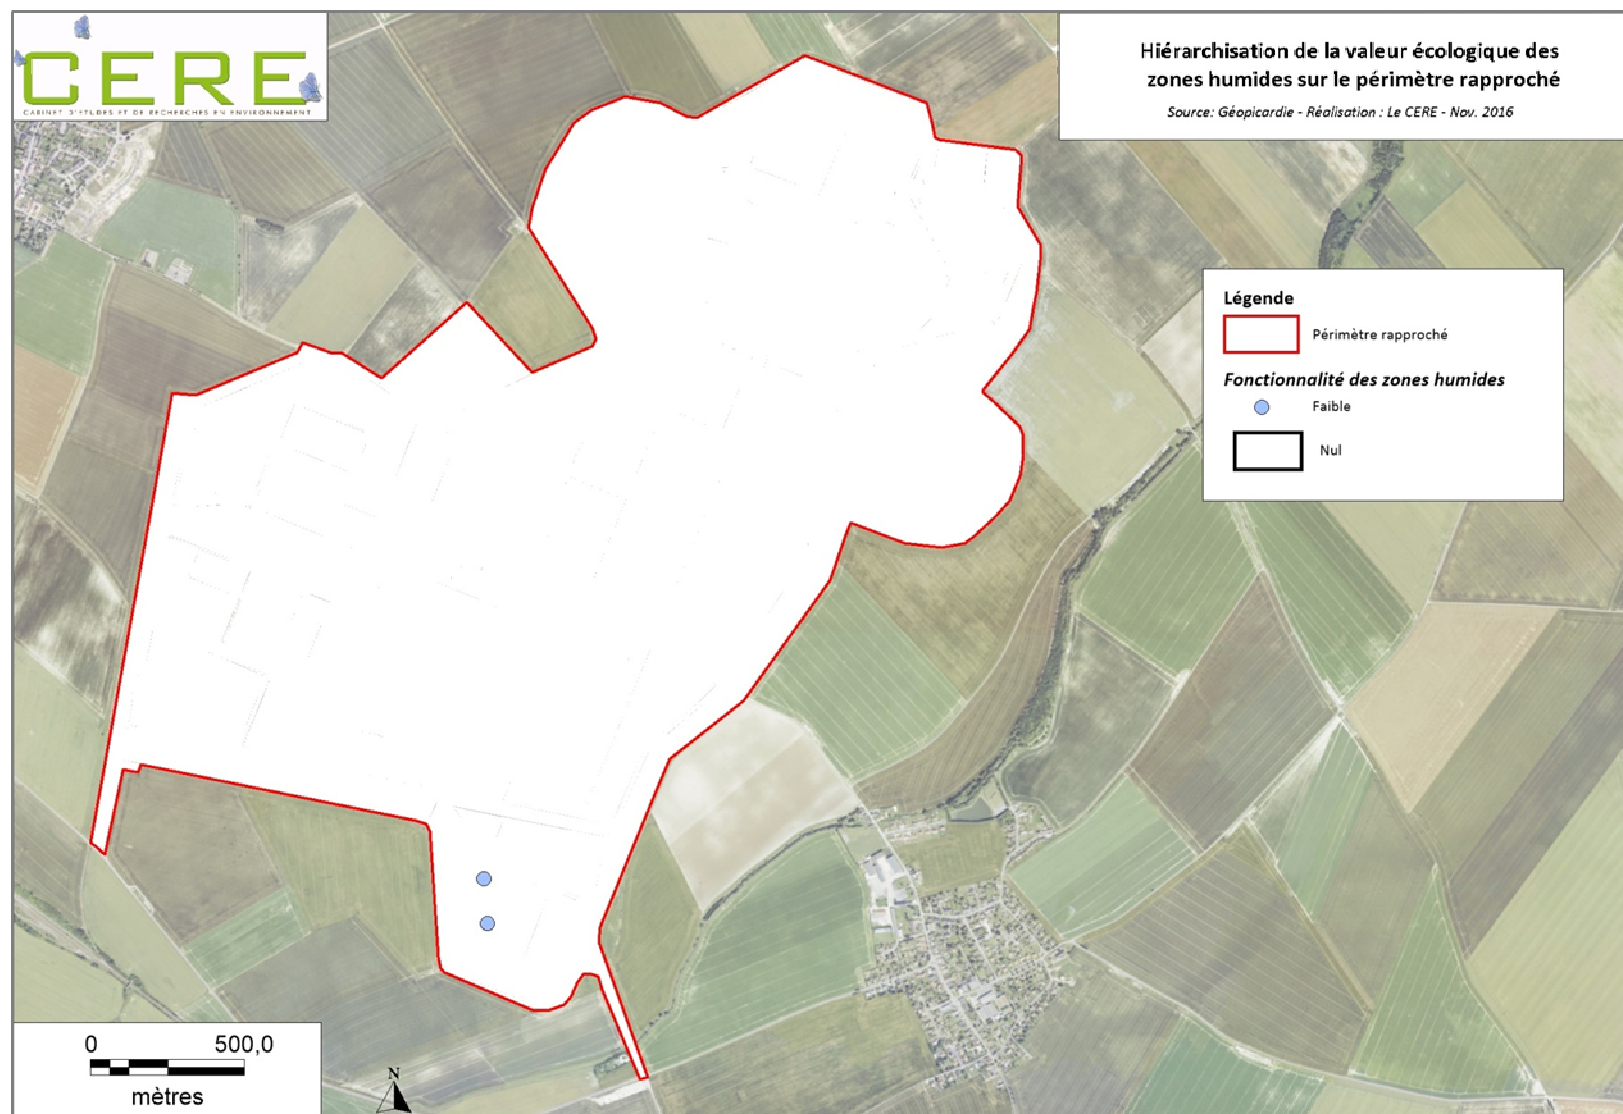 CERE
CABINET D'ETUDES ET DE RECHERCHES EN ENVIRONNEMENT
Hiérarchisation de la valeur écologique des
zones humides sur le périmètre rapproché
Source: Géopicardie - Réalisation : Le CERE - Nov. 2016
Légende
Périmètre rapproché
Fonctionnalité des zones humides
Faible
Nul
0 500,0
mètres
N